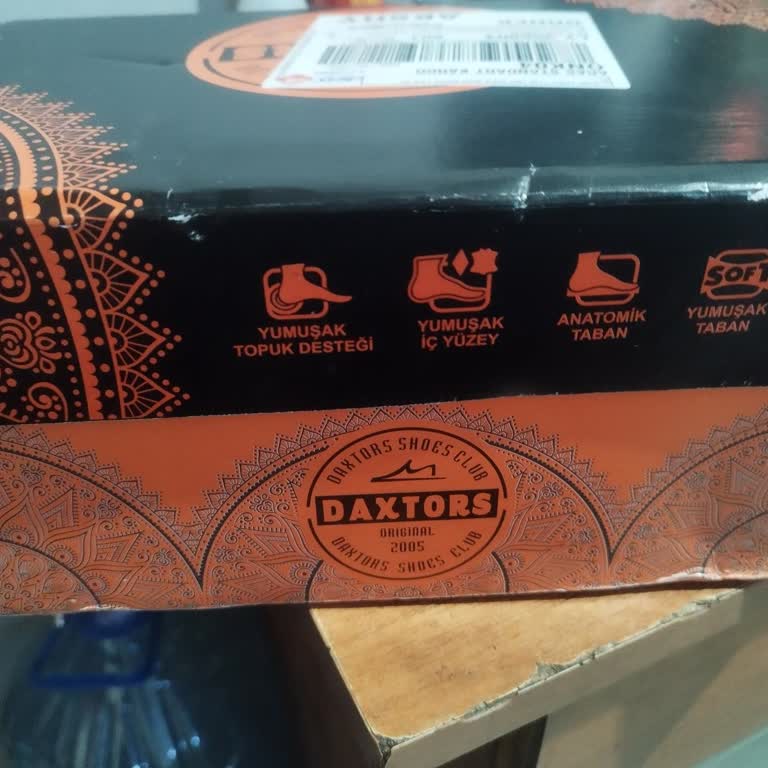 ONK04
YUMUŞAK
TOPUK DESTEĞİ
YUMUŞAK
İÇ YÜZEY
ANATOMİK
TABAN
SOFT
YUMUŞAK
TABAN
DAXTORS SHOES CLUB
DAXTORS
ORIGINAL
2005
DAXTORS SHOES CLUB